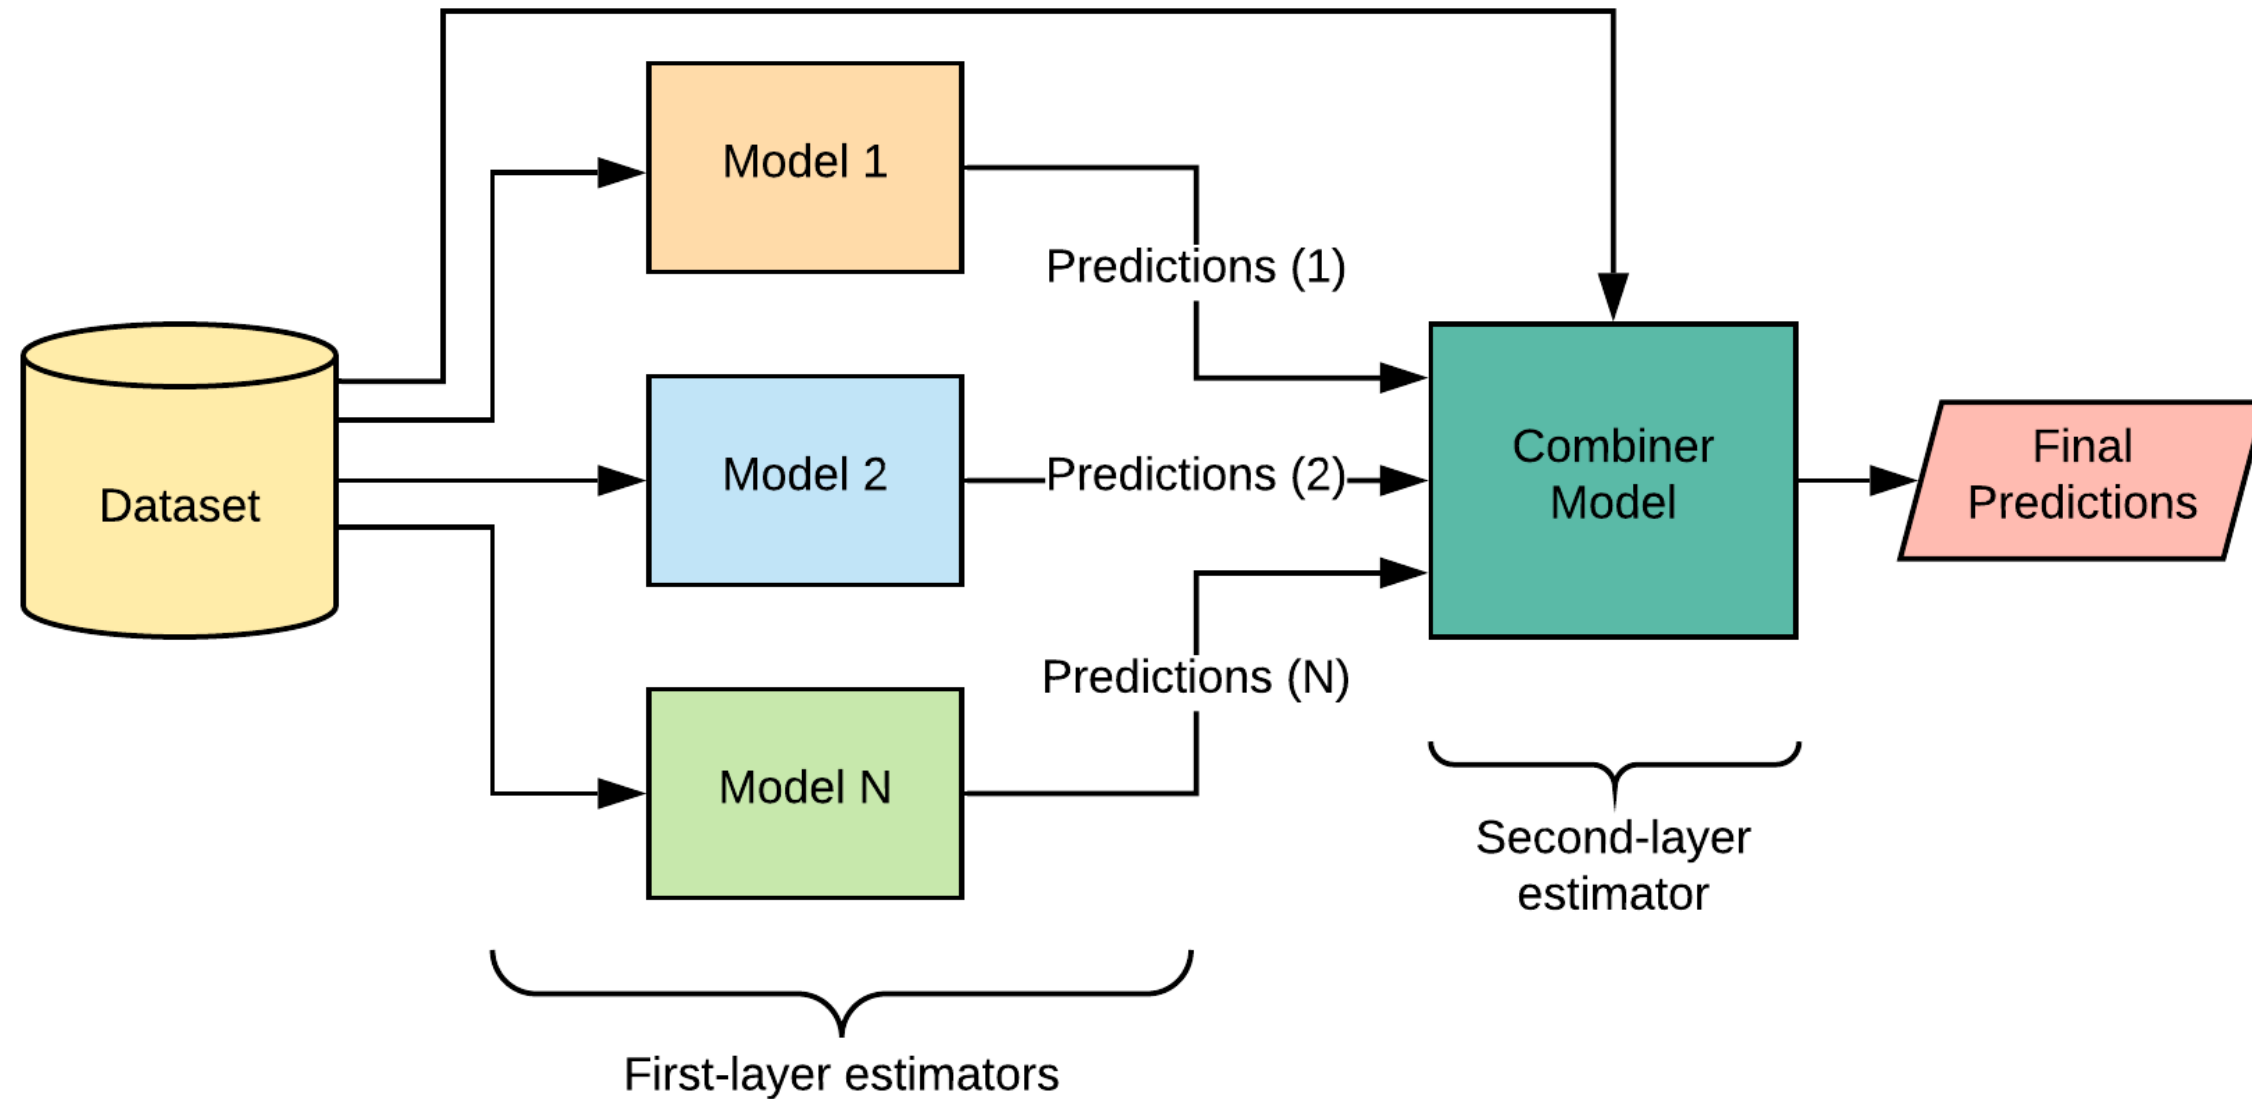 Model 1
Predictions (1)
Dataset
Model 2
Predictions (2)
Combiner
Model
Final
Predictions
Predictions (N)
Model N
Second-layer
estimator
First-layer estimators